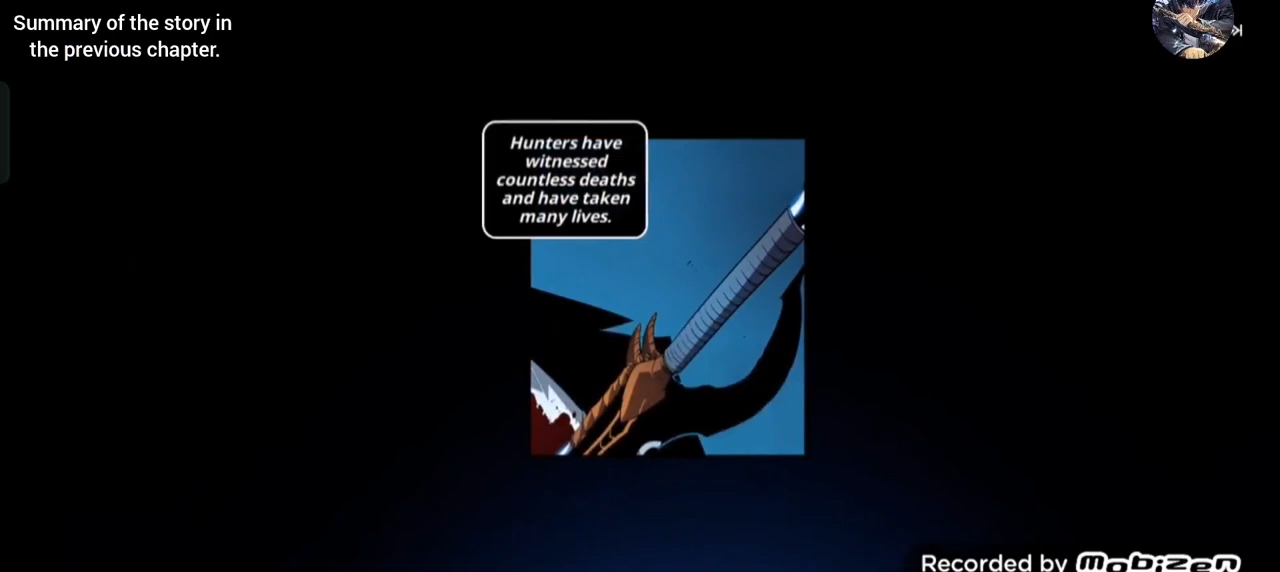 Summary of the story in
the previous chapter.
Hunters have
witnessed
countless deaths
and have taken
many lives.
Recorded by mobizen